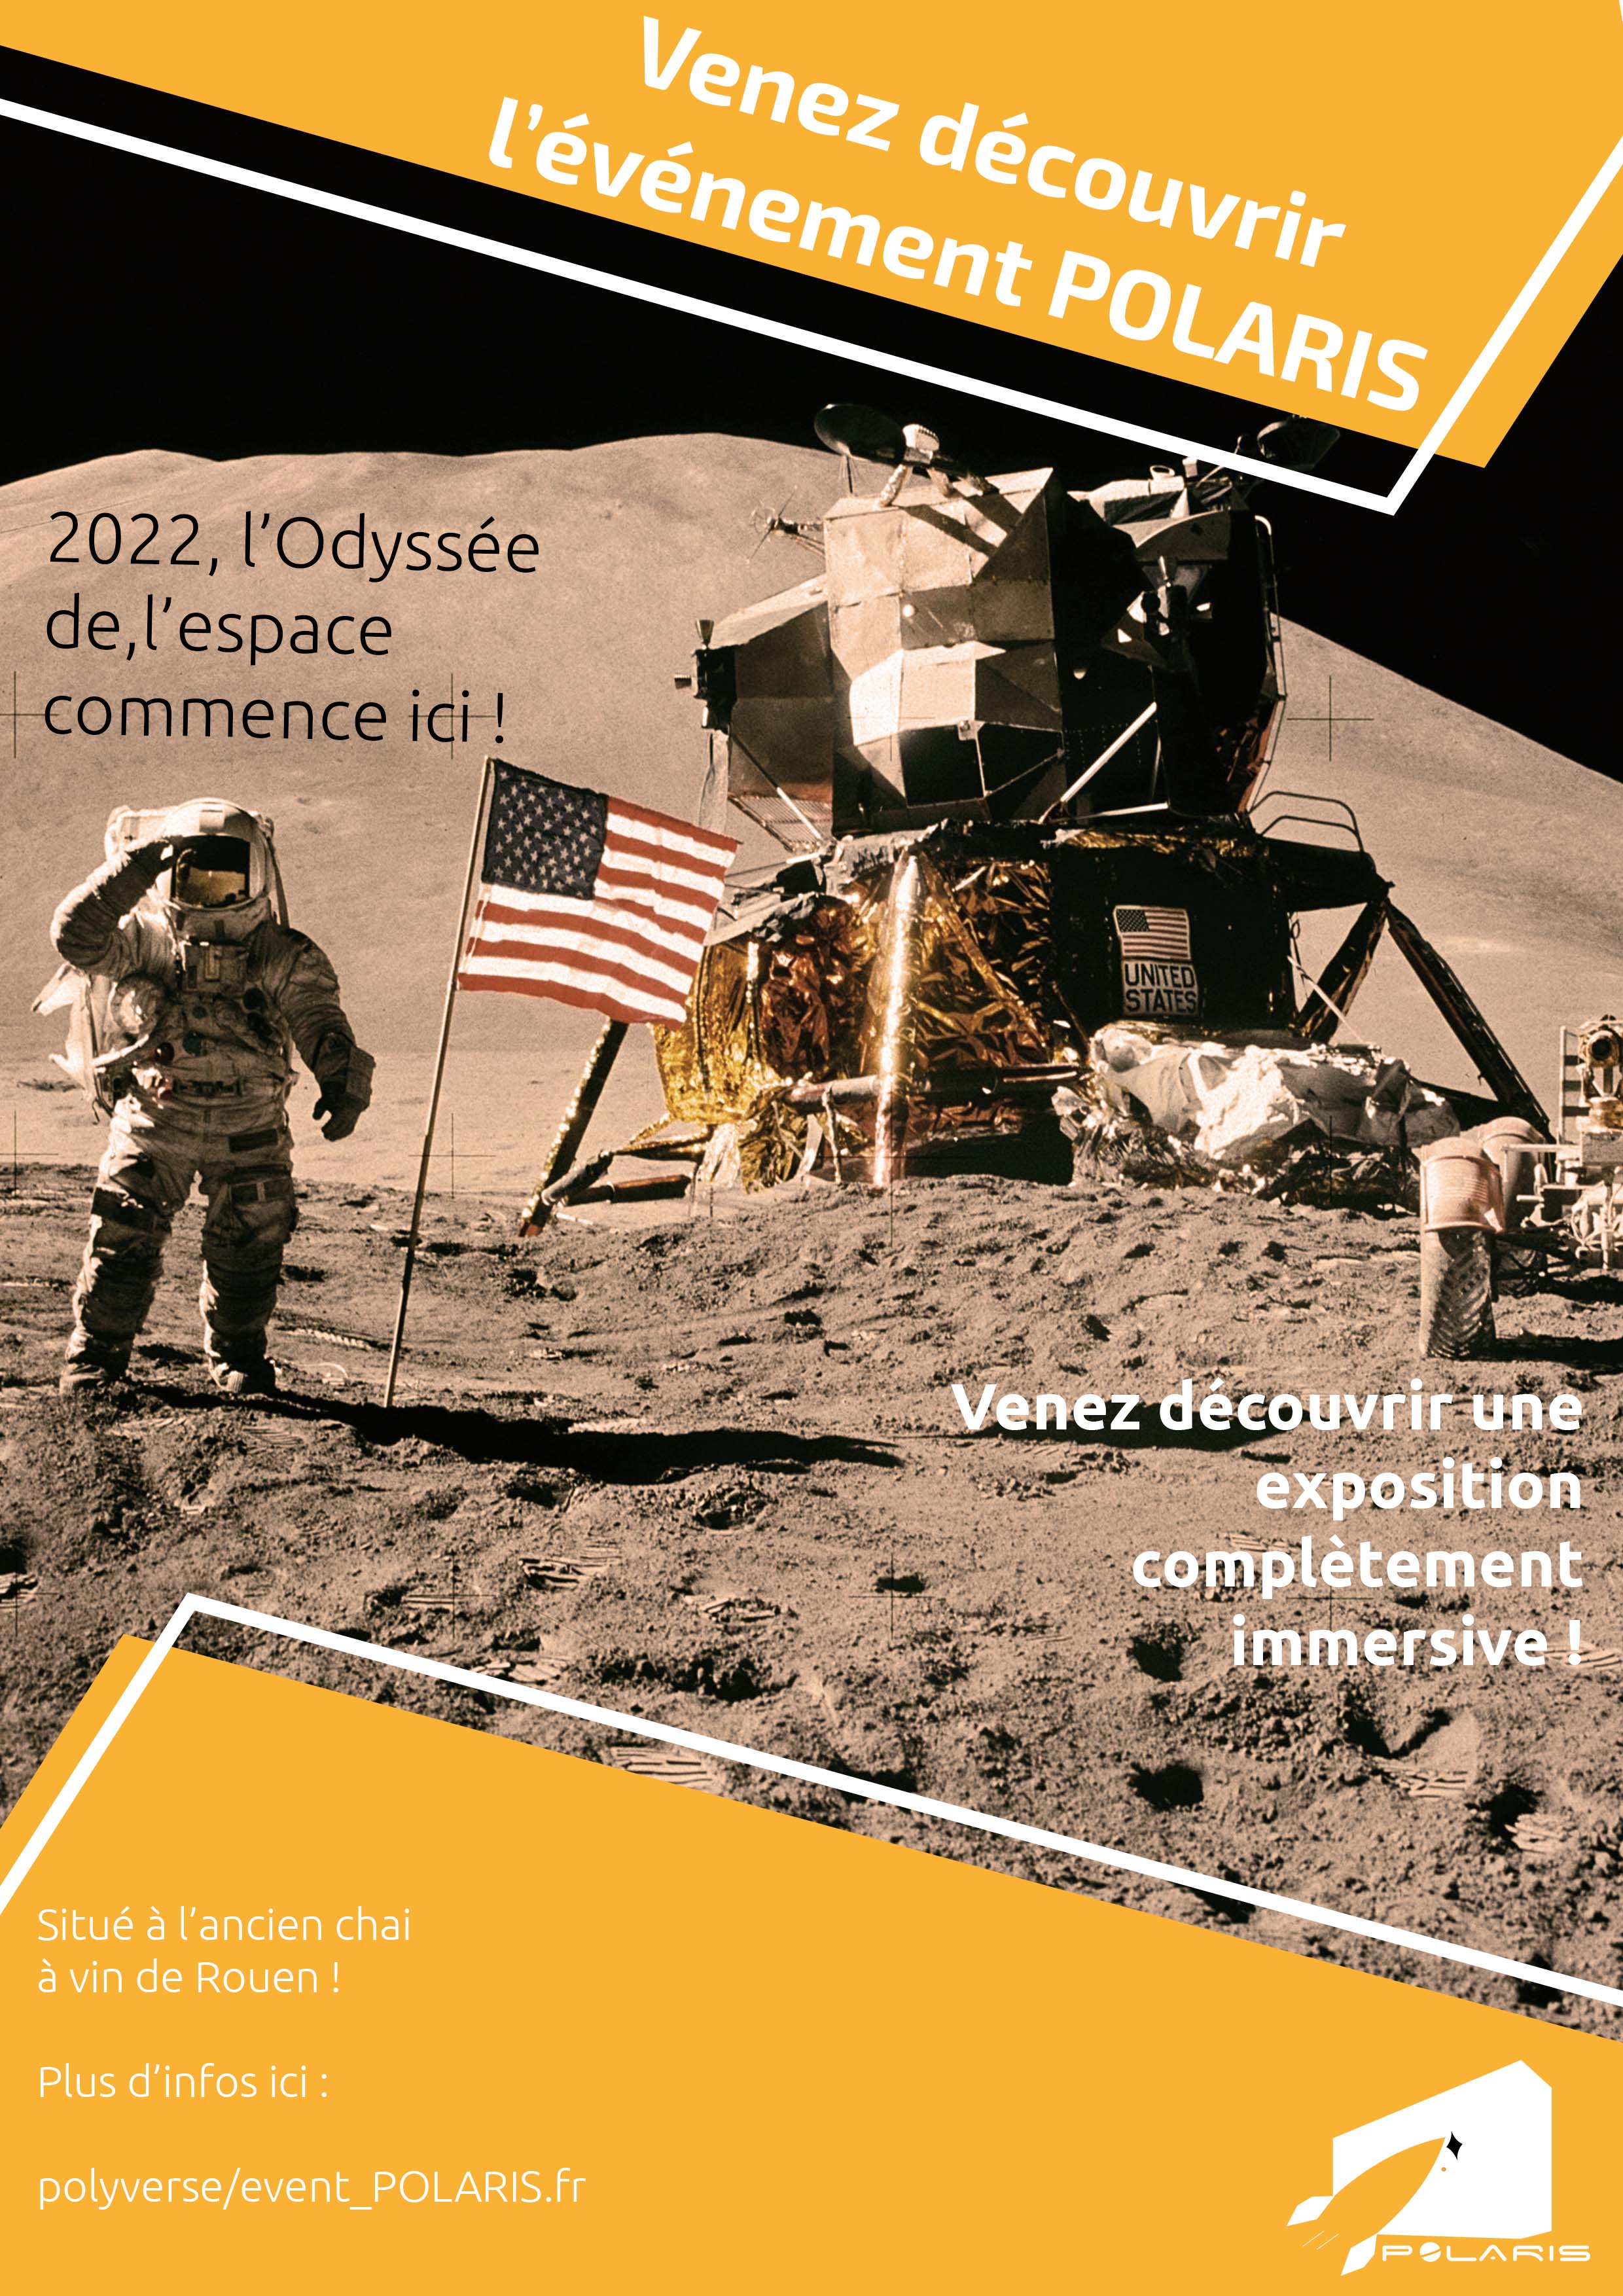 Venez découvrir
l’événement POLARIS
2022, l’Odyssée
de,l’espace
commence ici !
UNITED
STATES
Venez découvrir une
exposition
complètement
immersive !
Situé à l’ancien chai
à vin de Rouen !
Plus d’infos ici :
polyverse/event_POLARIS.fr
POLARIS